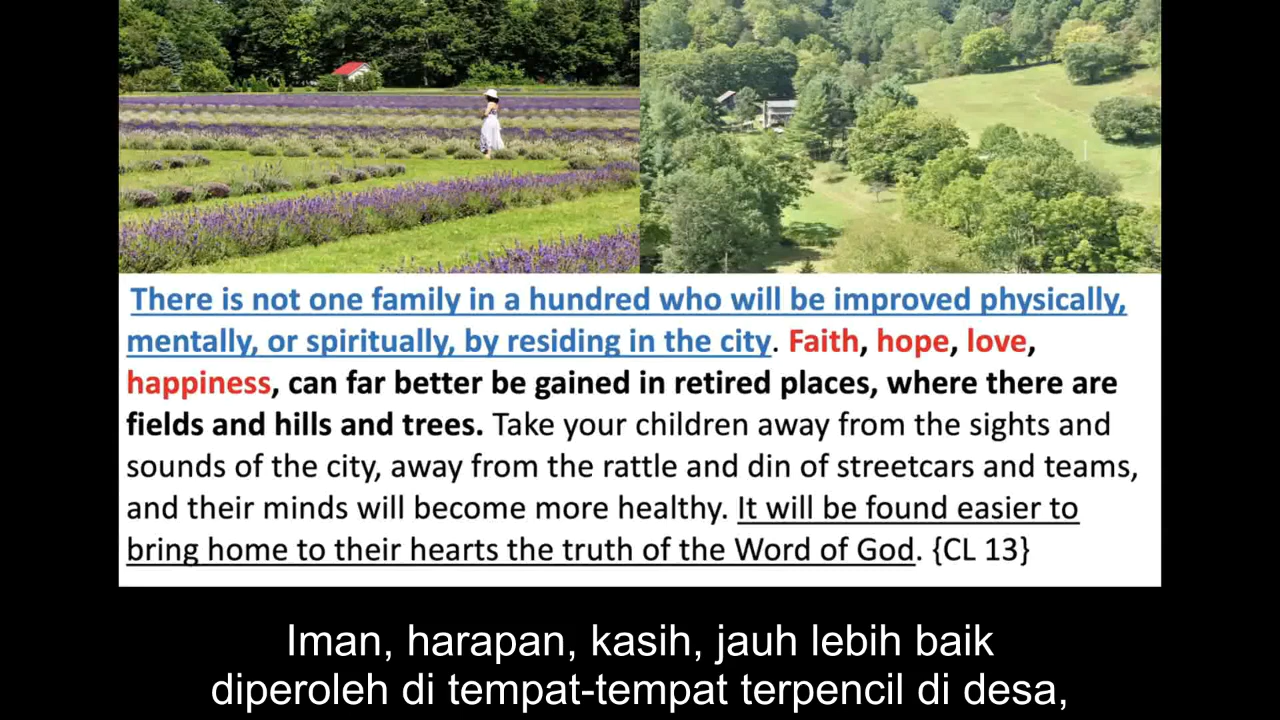 There is not one family in a hundred who will be improved physically,
mentally, or spiritually, by residing in the city. Faith, hope, love,
happiness, can far better be gained in retired places, where there are
fields and hills and trees. Take your children away from the sights and
sounds of the city, away from the rattle and din of streetcars and teams,
and their minds will become more healthy. It will be found easier to
bring home to their hearts the truth of the Word of God. {CL 13}
Iman, harapan, kasih, jauh lebih baik
diperoleh di tempat-tempat terpencil di desa,